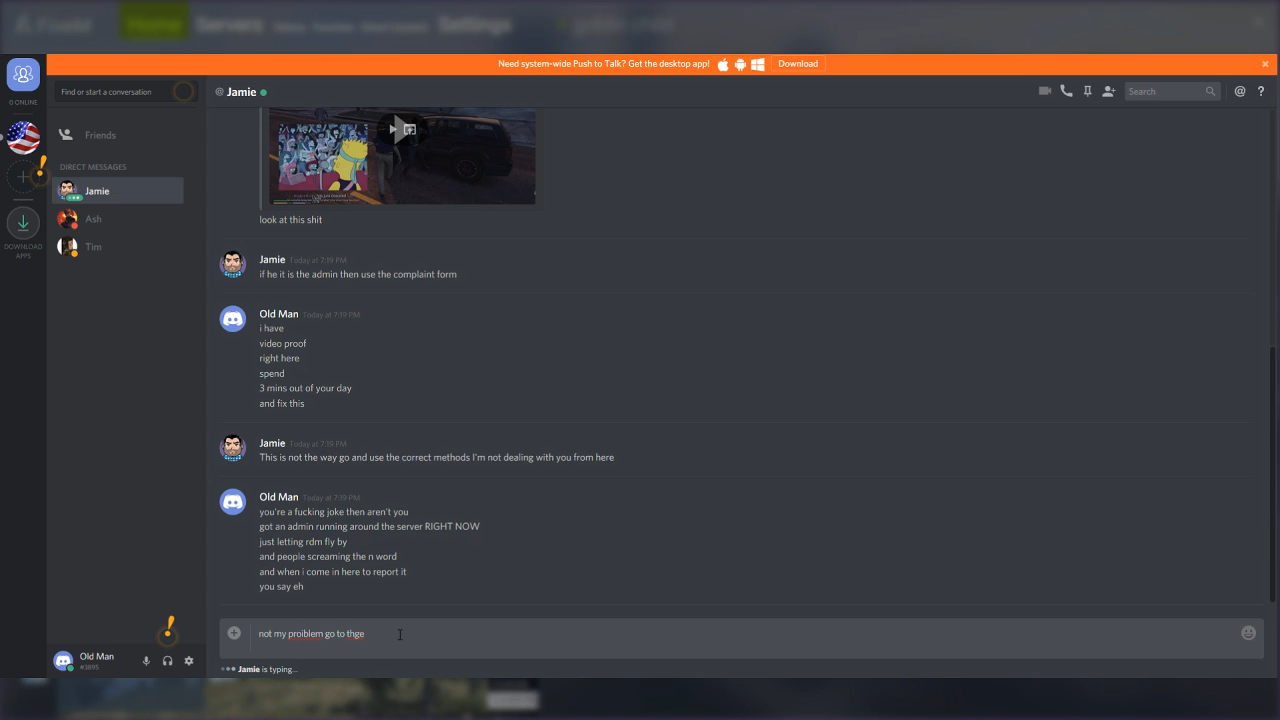 Home Servers Settings
Need system-wide Push to Talk? Get the desktop app! Download
0 ONLINE
Find or start a conversation
@ Jamie
Search
@ ?
Friends
DIRECT MESSAGES
Jamie
Ash
Tim
DOWNLOAD
APPS
look at this shit
Jamie Today at 7:19 PM
if he it is the admin then use the complaint form
Old Man Today at 7:19 PM
i have
video proof
right here
spend
3 mins out of your day
and fix this
Jamie Today at 7:19 PM
This is not the way go and use the correct methods I'm not dealing with you from here
Old Man Today at 7:19 PM
you're a fucking joke then aren't you
got an admin running around the server RIGHT NOW
just letting rdm fly by
and people screaming the n word
and when i come in here to report it
you say eh
not my proiblem go to thge
Jamie is typing...
Old Man
#3895